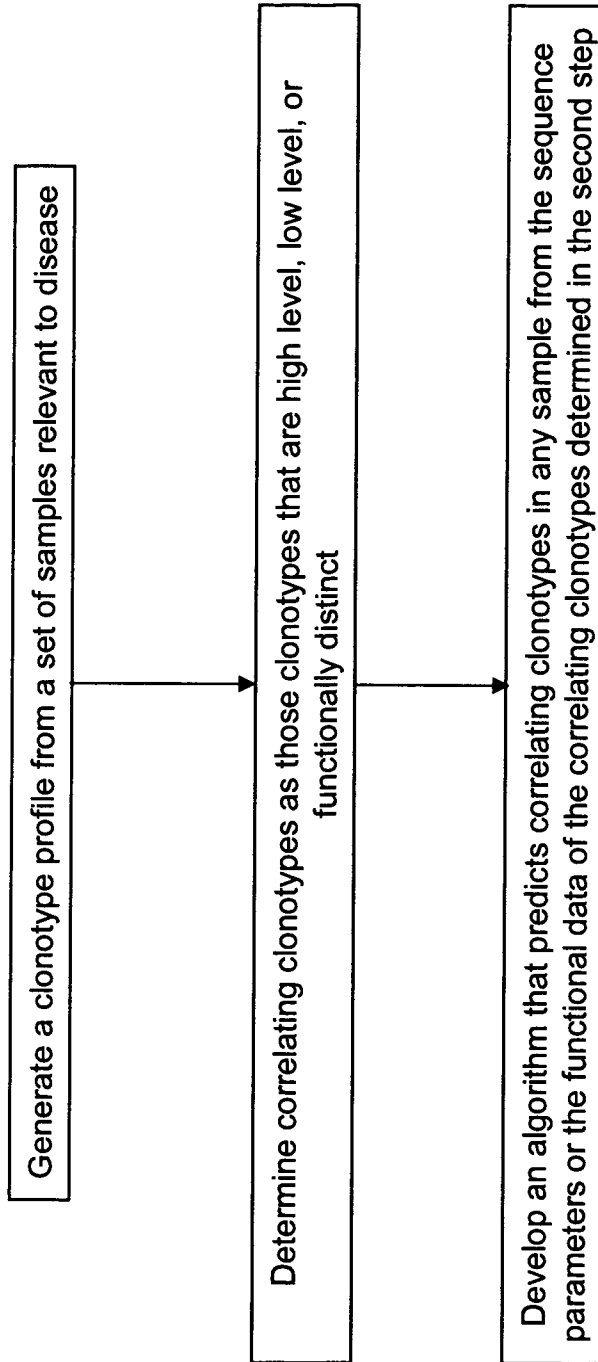 Generate a clonotype profile from a set of samples relevant to disease
Determine correlating clonotypes as those clonotypes that are high level, low level, or
functionally distinct
Develop an algorithm that predicts correlating clonotypes in any sample from the sequence
parameters or the functional data of the correlating clonotypes determined in the second step